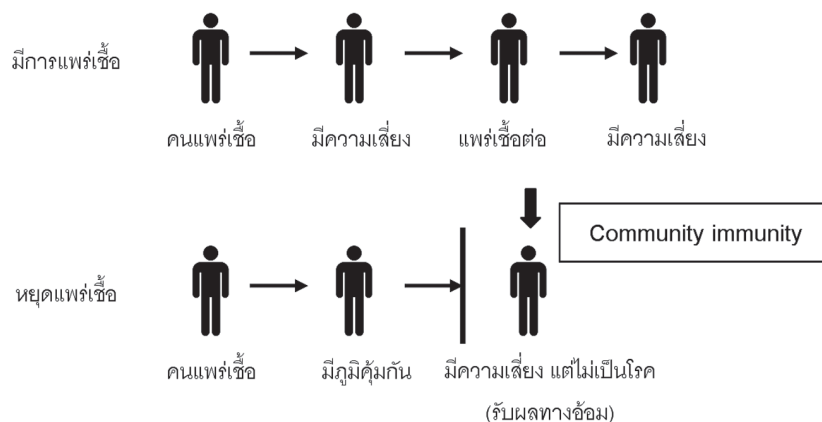 มีการแพร่เชื้อ
คนแพร่เชื้อ มีความเสี่ยง แพร่เชื้อต่อ มีความเสี่ยง
Community immunity
หยุดแพร่เชื้อ
คนแพร่เชื้อ มีภูมิคุ้มกัน มีความเสี่ยง แต่ไม่เป็นโรค
(รับผลทางอ้อม)